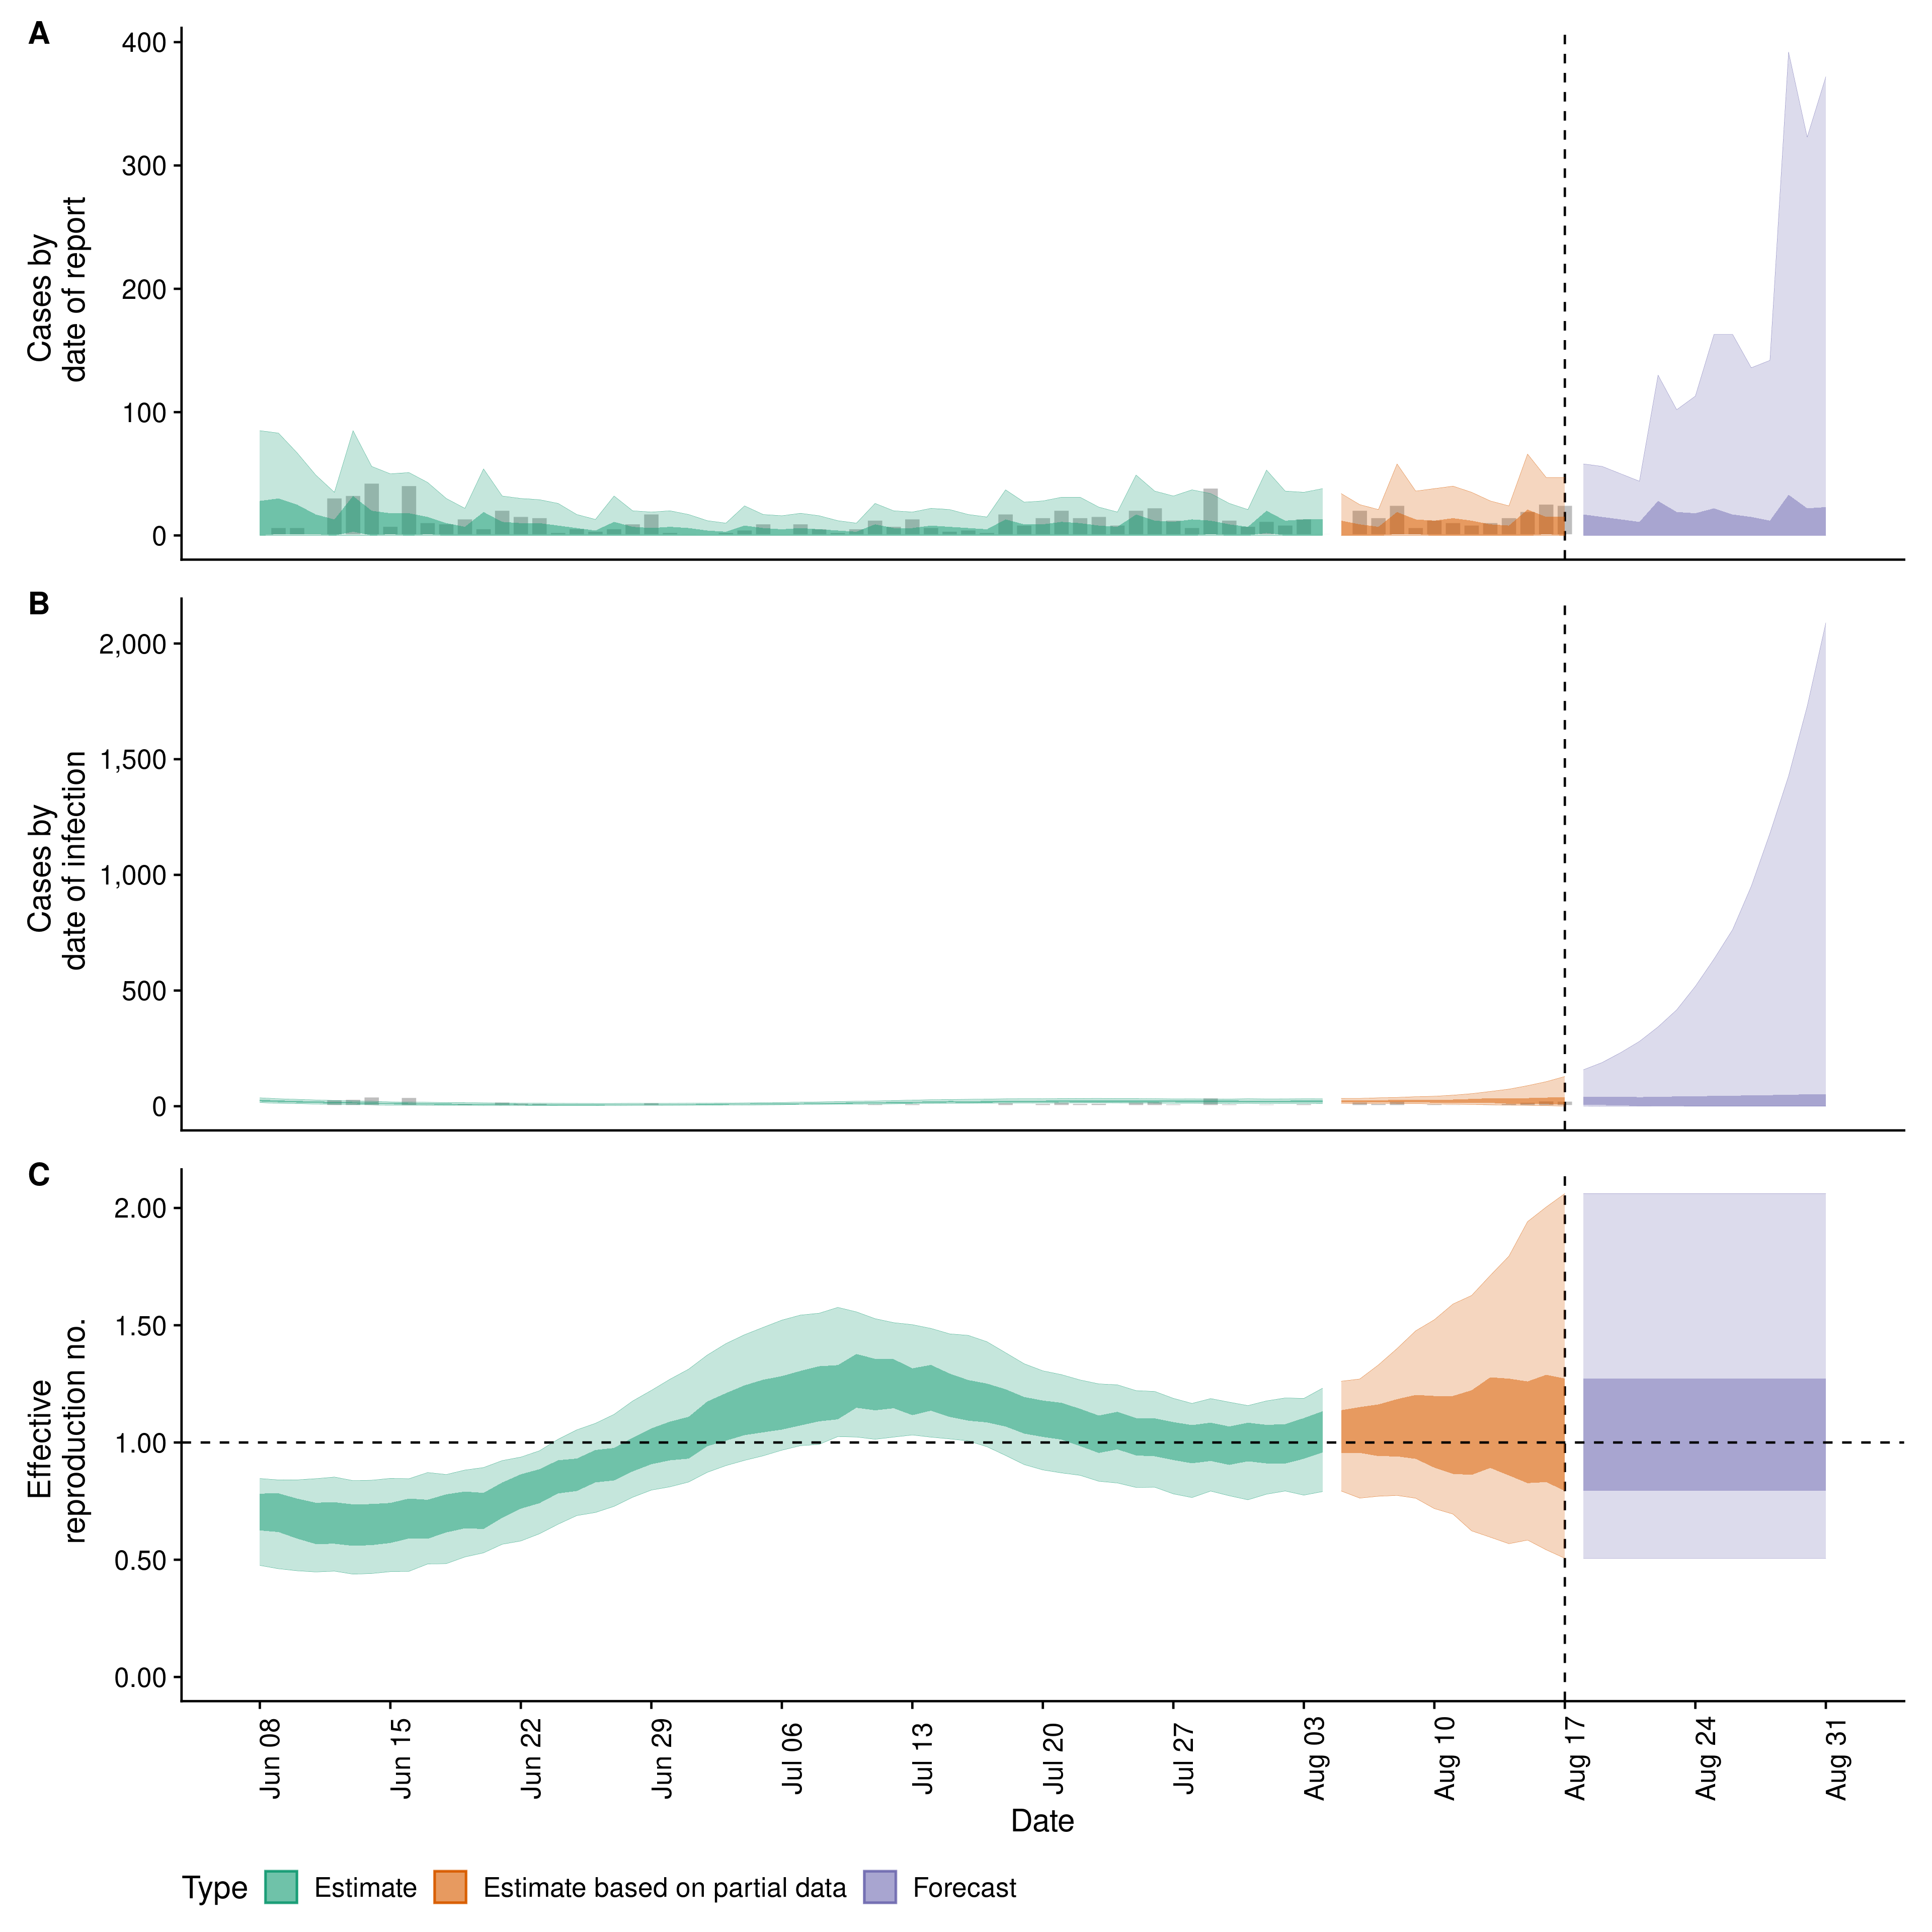 A
400
300
200
100
0
Cases by
date of report
B
2,000
1,500
1,000
500
0
Cases by
date of infection
C
2.00
1.50
1.00
0.50
0.00
Effective
reproduction no.
Jun 08
Jun 15
Jun 22
Jun 29
Jul 06
Jul 13
Jul 20
Jul 27
Aug 03
Aug 10
Aug 17
Aug 24
Aug 31
Date
Type Estimate Estimate based on partial data Forecast